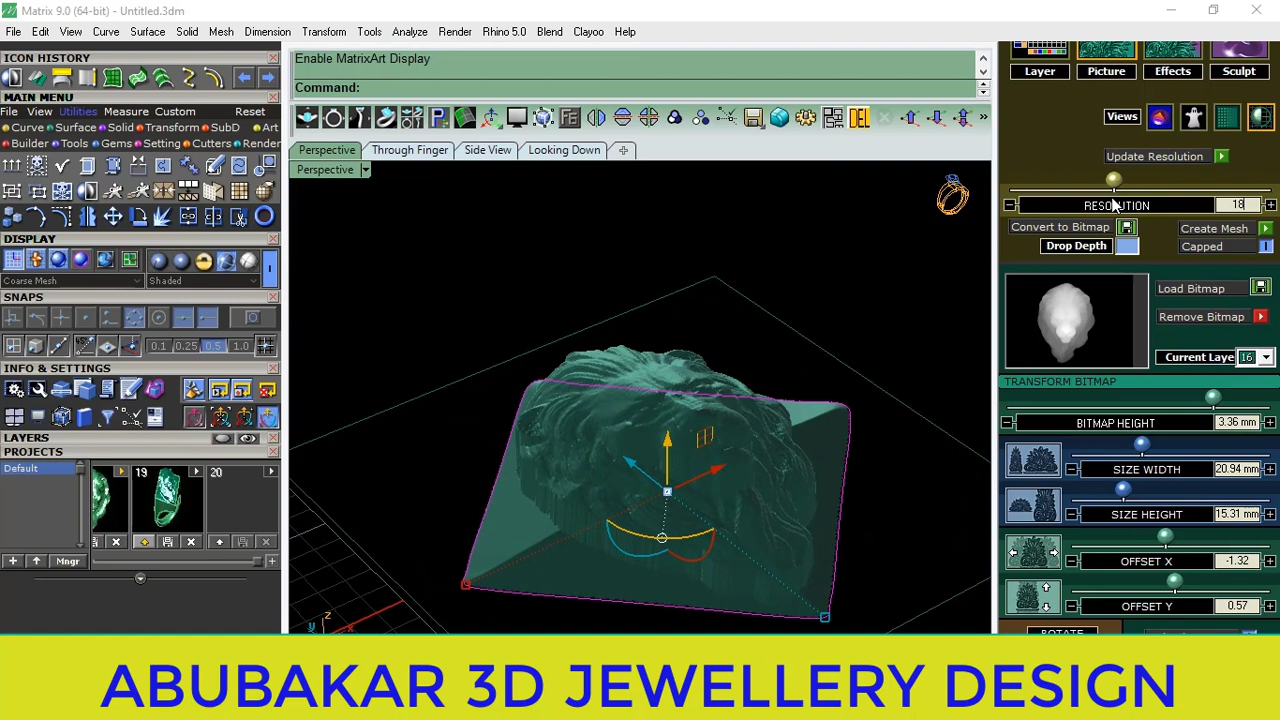 Matrix 9.0 (64-bit) - Untitled.3dm
File Edit View Curve Surface Solid Mesh Dimension Transform Tools Analyze Render Rhino 5.0 Blend Clayoo Help
ICON HISTORY
MAIN MENU
File View Utilities Measure Custom Reset
Curve Surface Solid Transform SubD Art
Builder Tools Gems Setting Cutters Render
DISPLAY
Coarse Mesh Shaded
SNAPS
0.1 0.25 0.5 1.0
INFO & SETTINGS
LAYERS
PROJECTS
Default
19 20
Mngr
Enable MatrixArt Display
Command:
DEL
Perspective Through Finger Side View Looking Down
Perspective
z
y x
Layer Picture Effects Sculpt
Views
Update Resolution
RESOLUTION 18
Convert to Bitmap Create Mesh
Drop Depth Capped
Load Bitmap
Remove Bitmap
Current Laye 16
TRANSFORM BITMAP
BITMAP HEIGHT 3.36 mm
SIZE WIDTH 20.94 mm
SIZE HEIGHT 15.31 mm
OFFSET X -1.32
OFFSET Y 0.57
ROTATE
ABUBAKAR 3D JEWELLERY DESIGN